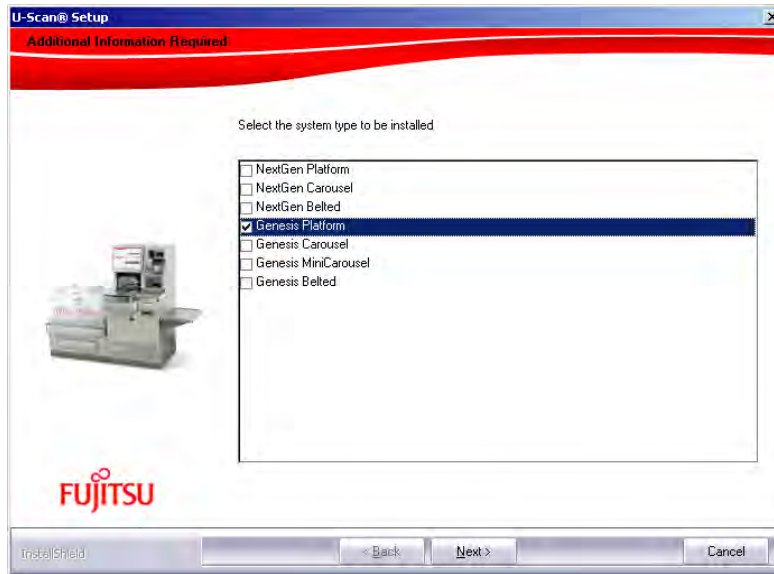 U-Scan® Setup
Additional Information Required
Select the system type to be installed
NextGen Platform
NextGen Carousel
NextGen Belted
Genesis Platform
Genesis Carousel
Genesis MiniCarousel
Genesis Belted
FUJITSU
InstallShield
< Back
Next >
Cancel